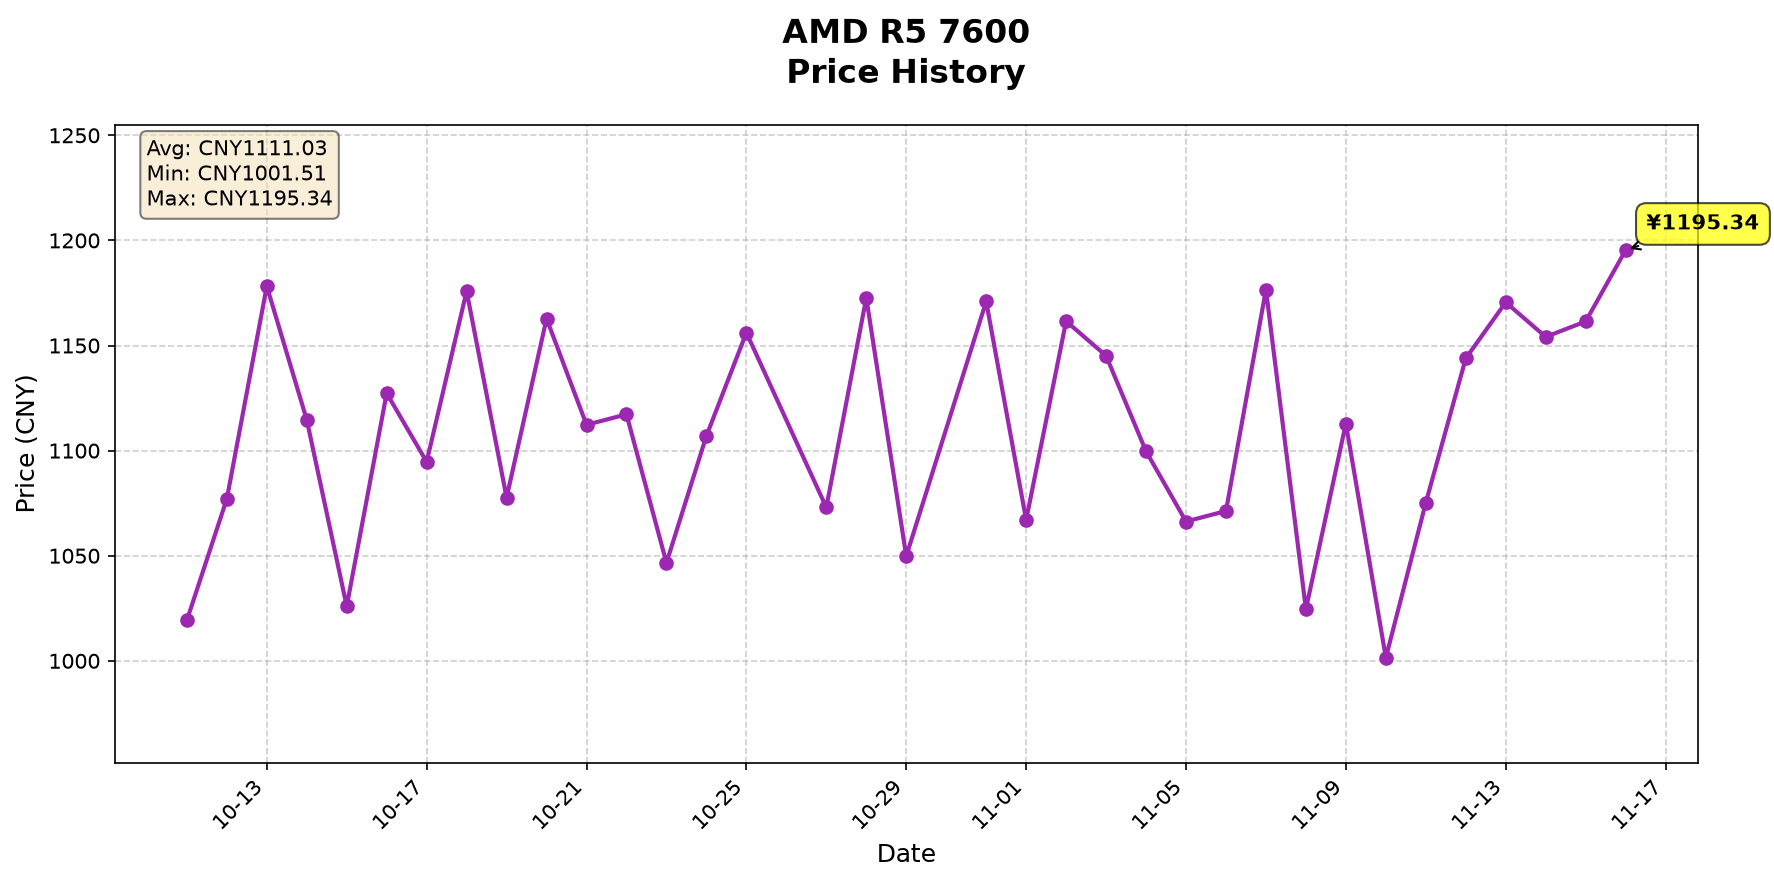 AMD R5 7600
Price History
Avg: CNY1111.03
Min: CNY1001.51
Max: CNY1195.34
¥1195.34
Price (CNY)
1250
1200
1150
1100
1050
1000
10-13
10-17
10-21
10-25
10-29
11-01
11-05
11-09
11-13
11-17
Date